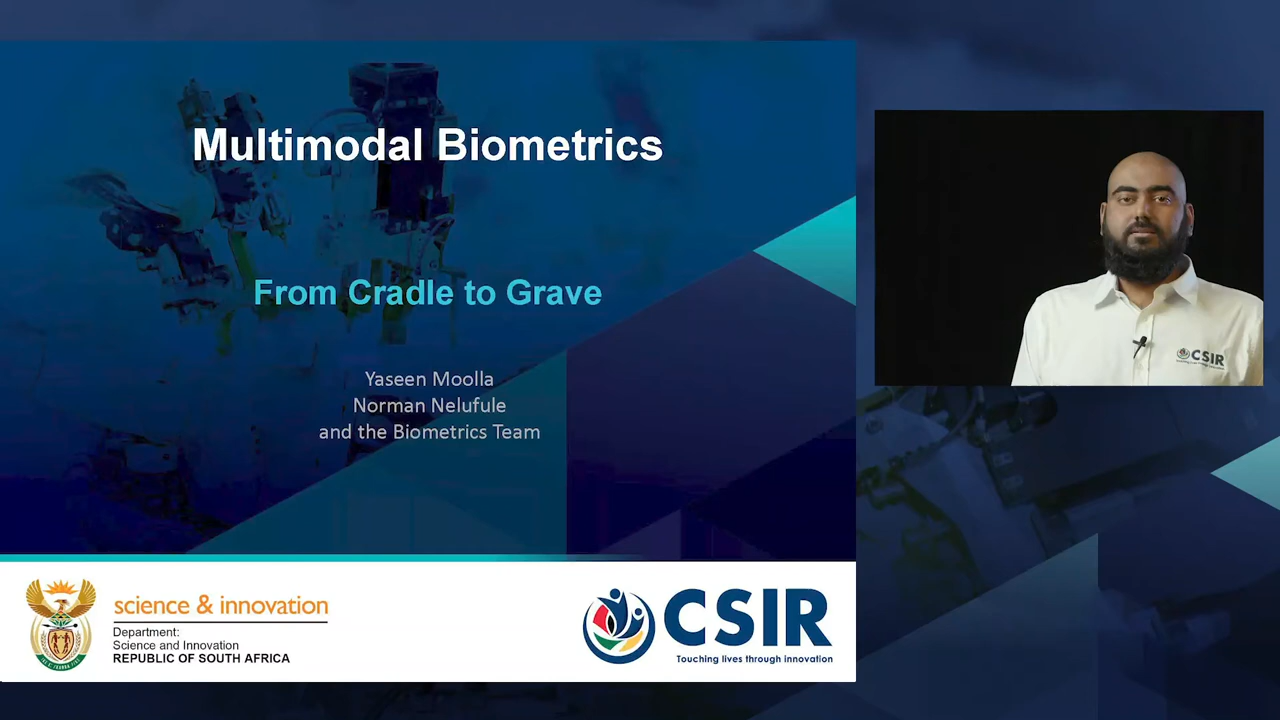 Multimodal Biometrics
From Cradle to Grave
Yaseen Moolla
Norman Nelufule
and the Biometrics Team
science & innovation
Department:
Science and Innovation
REPUBLIC OF SOUTH AFRICA
CSIR
Touching lives through innovation
CSIR